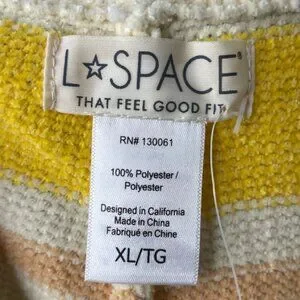 L☆SPACE®
THAT FEEL GOOD FIT
RN# 130061
100% Polyester /
Polyester
Designed in California
Made in China
Fabriqué en Chine
XL/TG